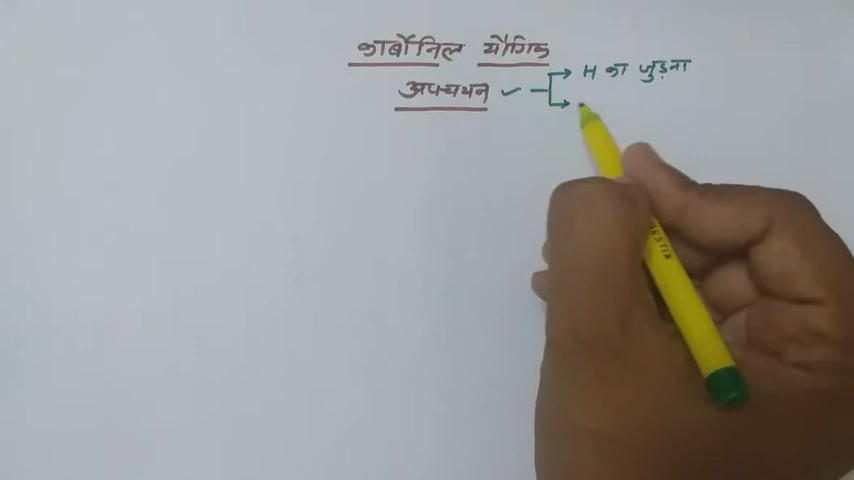 कार्बोनिल यौगिक
अपचयन ✓ → H का जुड़ना
→